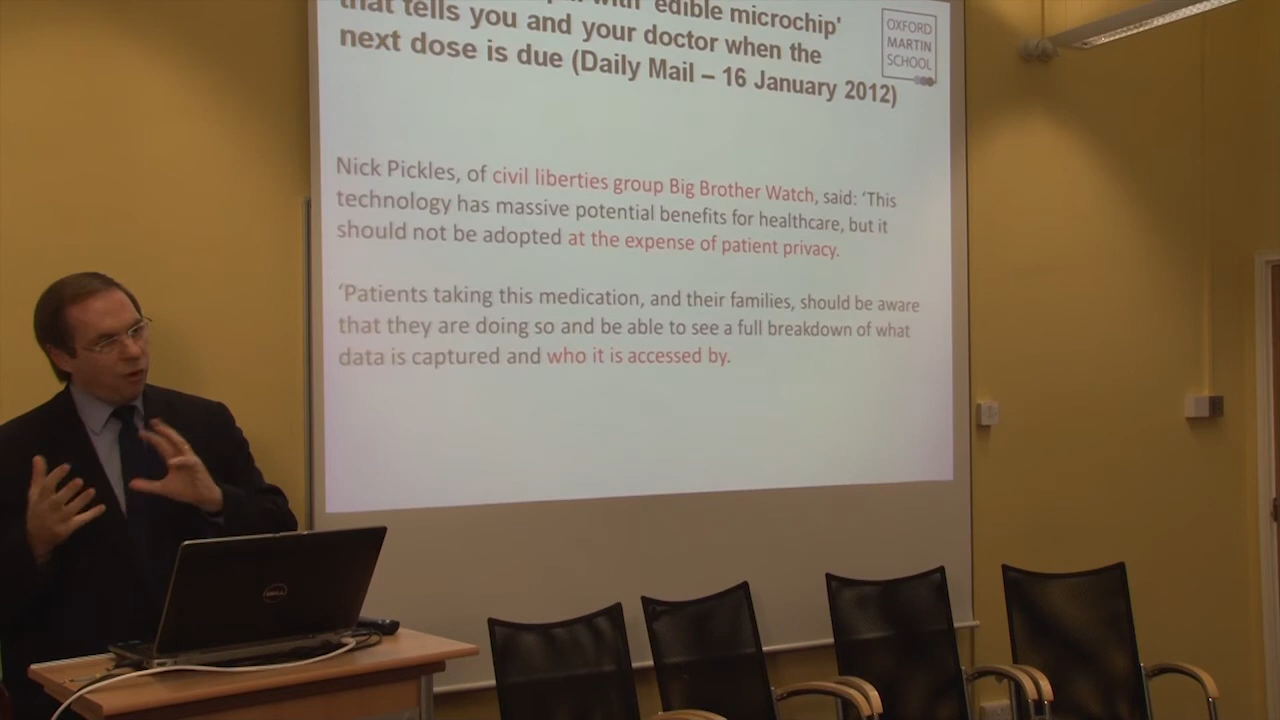 with 'edible microchip'
that tells you and your doctor when the
next dose is due (Daily Mail – 16 January 2012)
OXFORD
MARTIN
SCHOOL
Nick Pickles, of civil liberties group Big Brother Watch, said: ‘This
technology has massive potential benefits for healthcare, but it
should not be adopted at the expense of patient privacy.
‘Patients taking this medication, and their families, should be aware
that they are doing so and be able to see a full breakdown of what
data is captured and who it is accessed by.
DELL